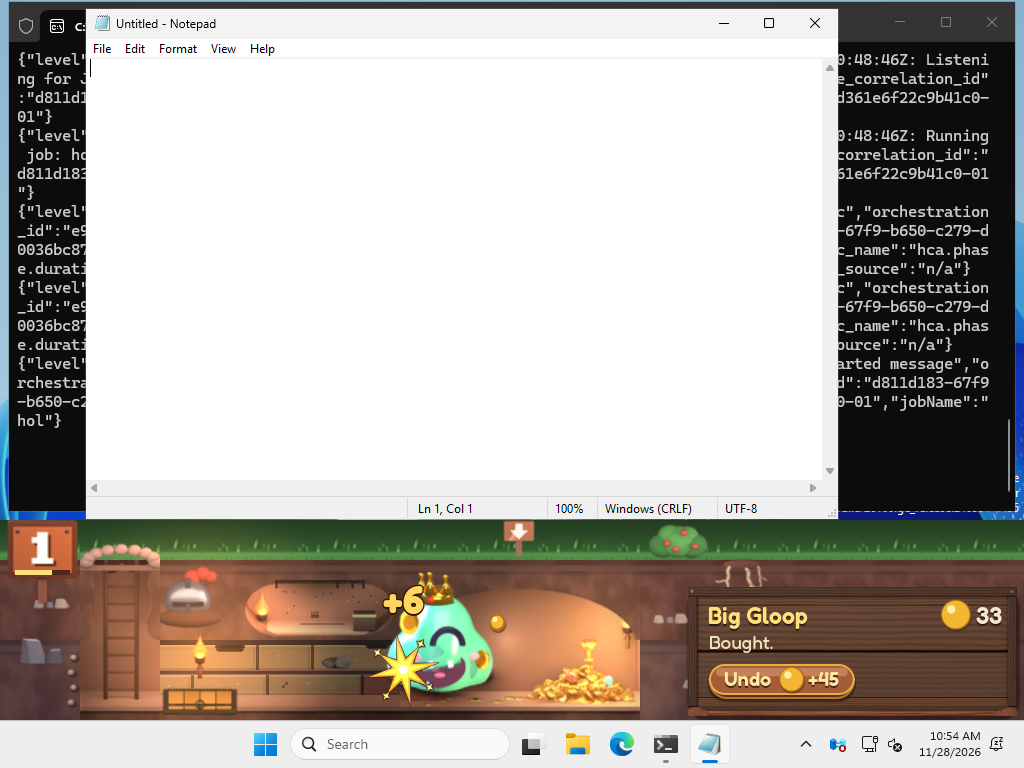 C:
Untitled - Notepad
File Edit Format View Help
{"level" 0:48:46Z: Listeni
ng for e_correlation_id"
:"d811d1 d361e6f22c9b41c0-
01"}
{"level" 0:48:46Z: Running
job: ho correlation_id":"
d811d183 61e6f22c9b41c0-01
"}
{"level" c","orchestration
_id":"e9 -67f9-b650-c279-d
0036bc87 c_name":"hca.phas
e.durati _source":"n/a"}
{"level" c","orchestration
_id":"e9 -67f9-b650-c279-d
0036bc87 c_name":"hca.phas
e.durati ource":"n/a"}
{"level" arted message","o
rchestra d":"d811d183-67f9
-b650-c2 0-01","jobName":"
hol"}
Ln 1, Col 1 100% Windows (CRLF) UTF-8
1
+6
Big Gloop 33
Bought.
Undo +45
Search
10:54 AM
11/28/2026